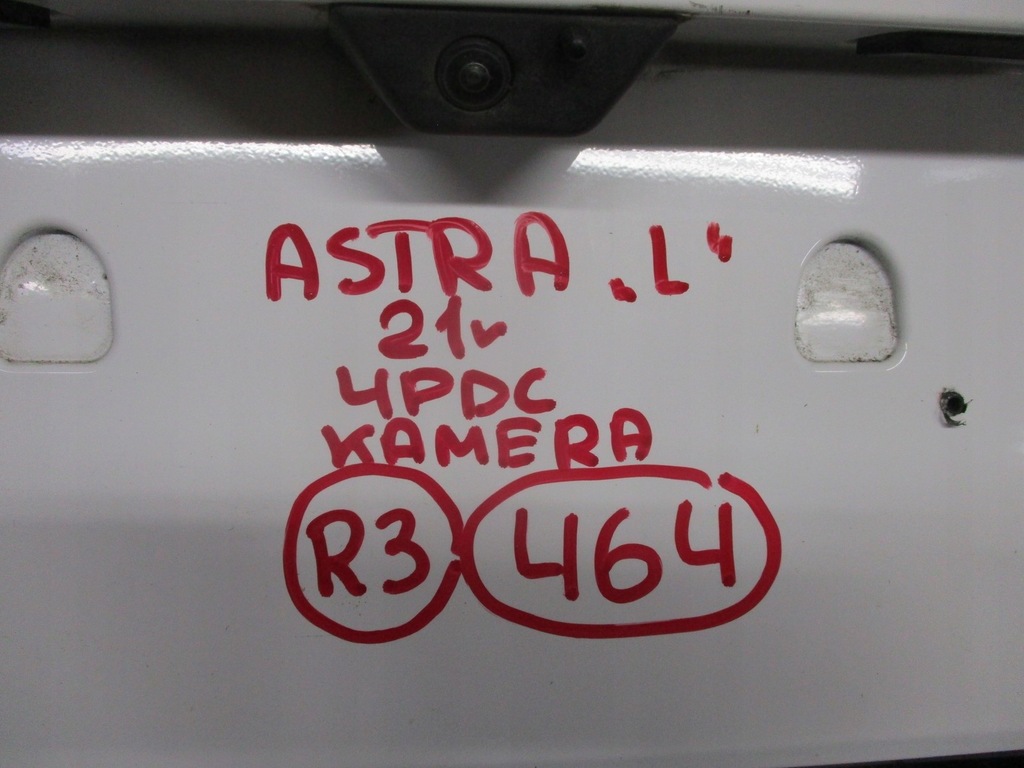 ASTRA „L"
21r
4PDC
KAMERA
R3 464